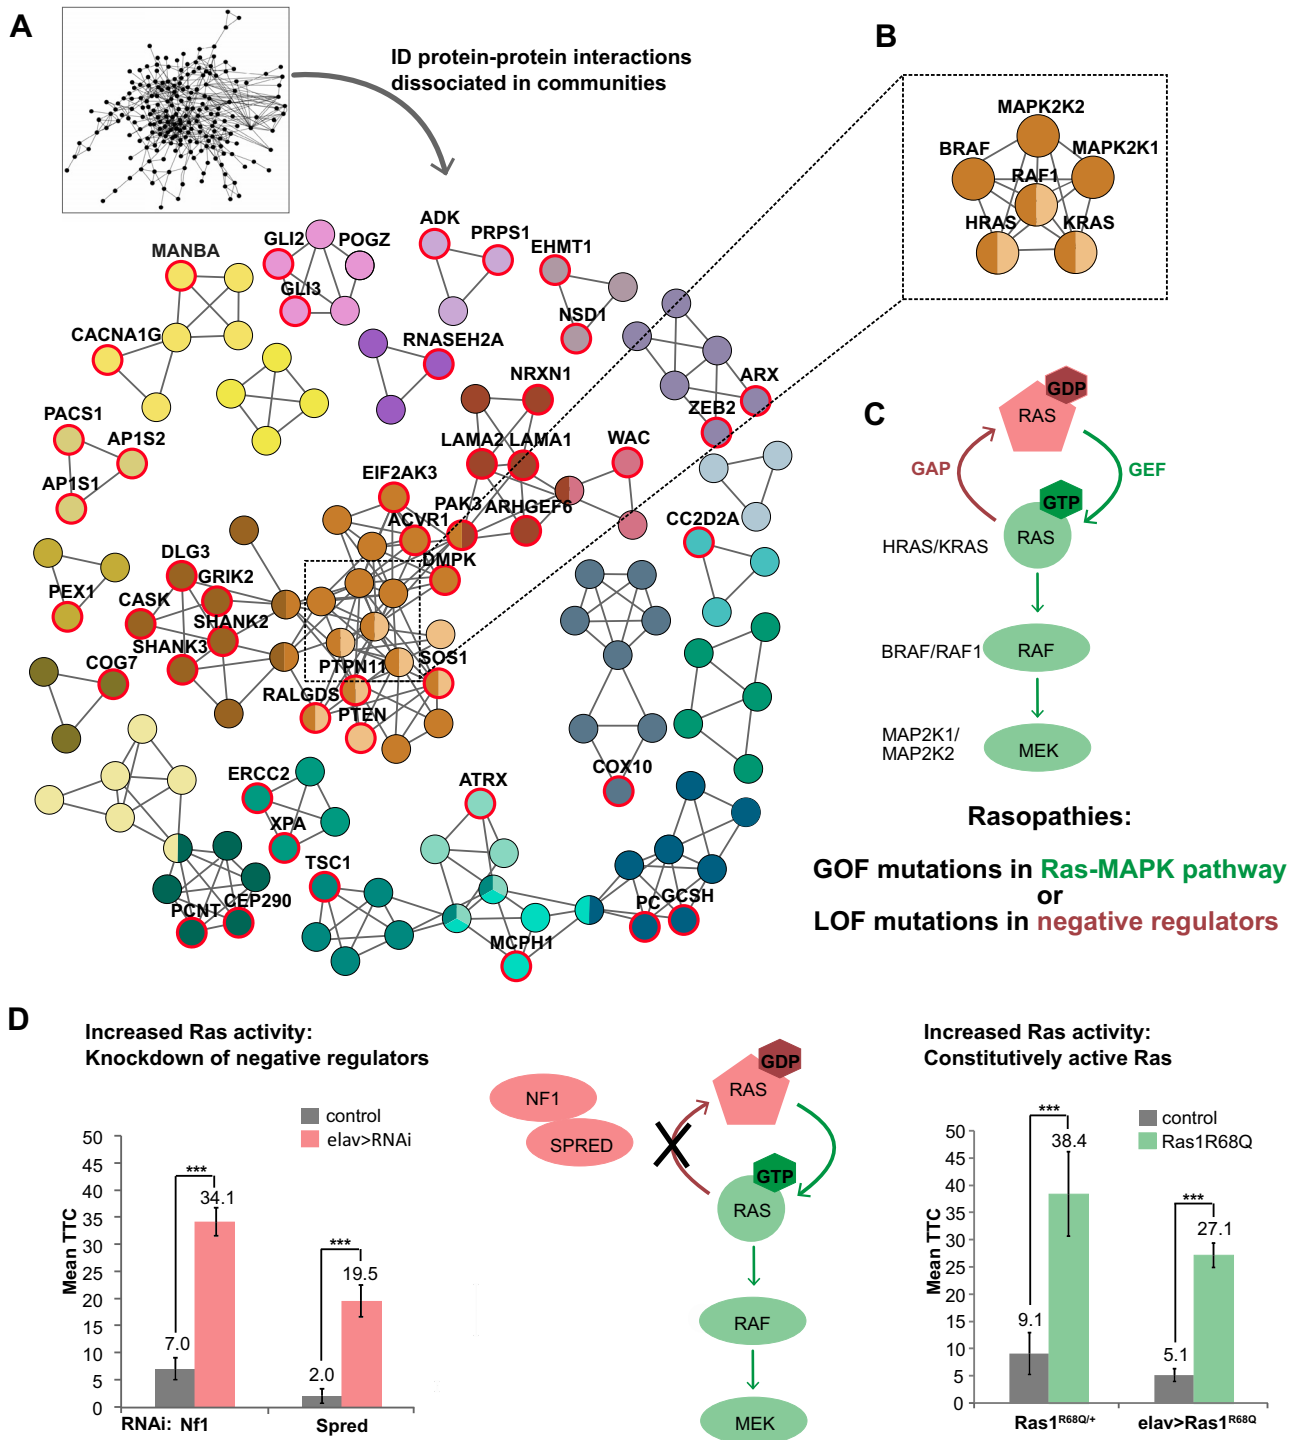 A
ID protein-protein interactions
dissociated in communities
B
MAPK2K2
BRAF
MAPK2K1
RAF1
HRAS
KRAS
MANBA
GLI2
POGZ
GLI3
ADK
PRPS1
EHMT1
NSD1
CACNA1G
RNASEH2A
NRXN1
ARX
ZEB2
PACS1
AP1S2
AP1S1
LAMA2
LAMA1
WAC
EIF2AK3
PAK3
ARHGEF6
ACVR1
DMPK
CC2D2A
DLG3
GRIK2
PEX1
CASK
SHANK2
SHANK3
COG7
PTPN11
SOS1
RALGDS
PTEN
COX10
ERCC2
XPA
ATRX
TSC1
PCNT
CEP290
MCPH1
PC
GCSH
C
GDP
RAS
GAP
GEF
GTP
RAS
HRAS/KRAS
BRAF/RAF1
RAF
MAP2K1/
MAP2K2
MEK
Rasopathies:
GOF mutations in Ras-MAPK pathway
or
LOF mutations in negative regulators
D
Increased Ras activity:
Knockdown of negative regulators
control
elav>RNAi
Mean TTC
50
45
40
35
30
25
20
15
10
5
0
***
34.1
7.0
***
19.5
2.0
RNAi: Nf1
Spred
NF1
SPRED
GDP
RAS
GTP
RAS
RAF
MEK
Increased Ras activity:
Constitutively active Ras
control
Ras1R68Q
Mean TTC
50
45
40
35
30
25
20
15
10
5
0
***
38.4
9.1
***
27.1
5.1
Ras1R68Q/+
elav>Ras1R68Q